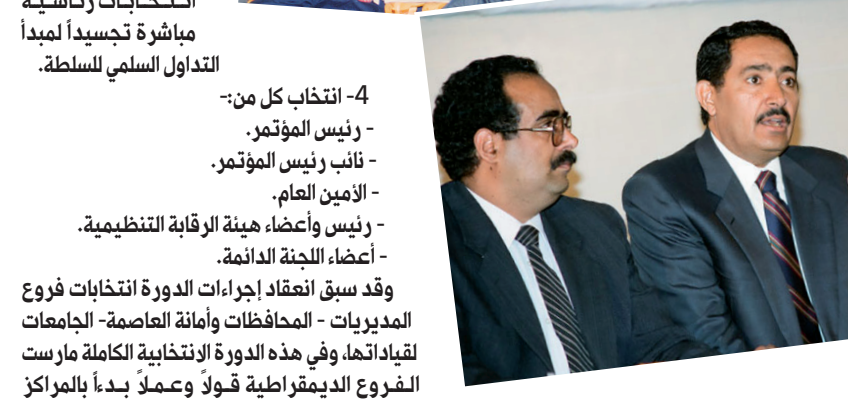 انتخابات رئاسية
مباشرة تجسيداً لمبدأ
التداول السلمي للسلطة.
4- انتخاب كل من:-
- رئيس المؤتمر.
- نائب رئيس المؤتمر.
- الأمين العام.
- رئيس وأعضاء هيئة الرقابة التنظيمية.
- أعضاء اللجنة الدائمة.
وقد سبق انعقاد إجراءات الدورة انتخابات فروع
المديريات - المحافظات وأمانة العاصمة- الجامعات
لقياداتها، وفي هذه الدورة الانتخابية الكاملة مارست
الفروع الديمقراطية قولاً وعملاً بدءاً بالمراكز